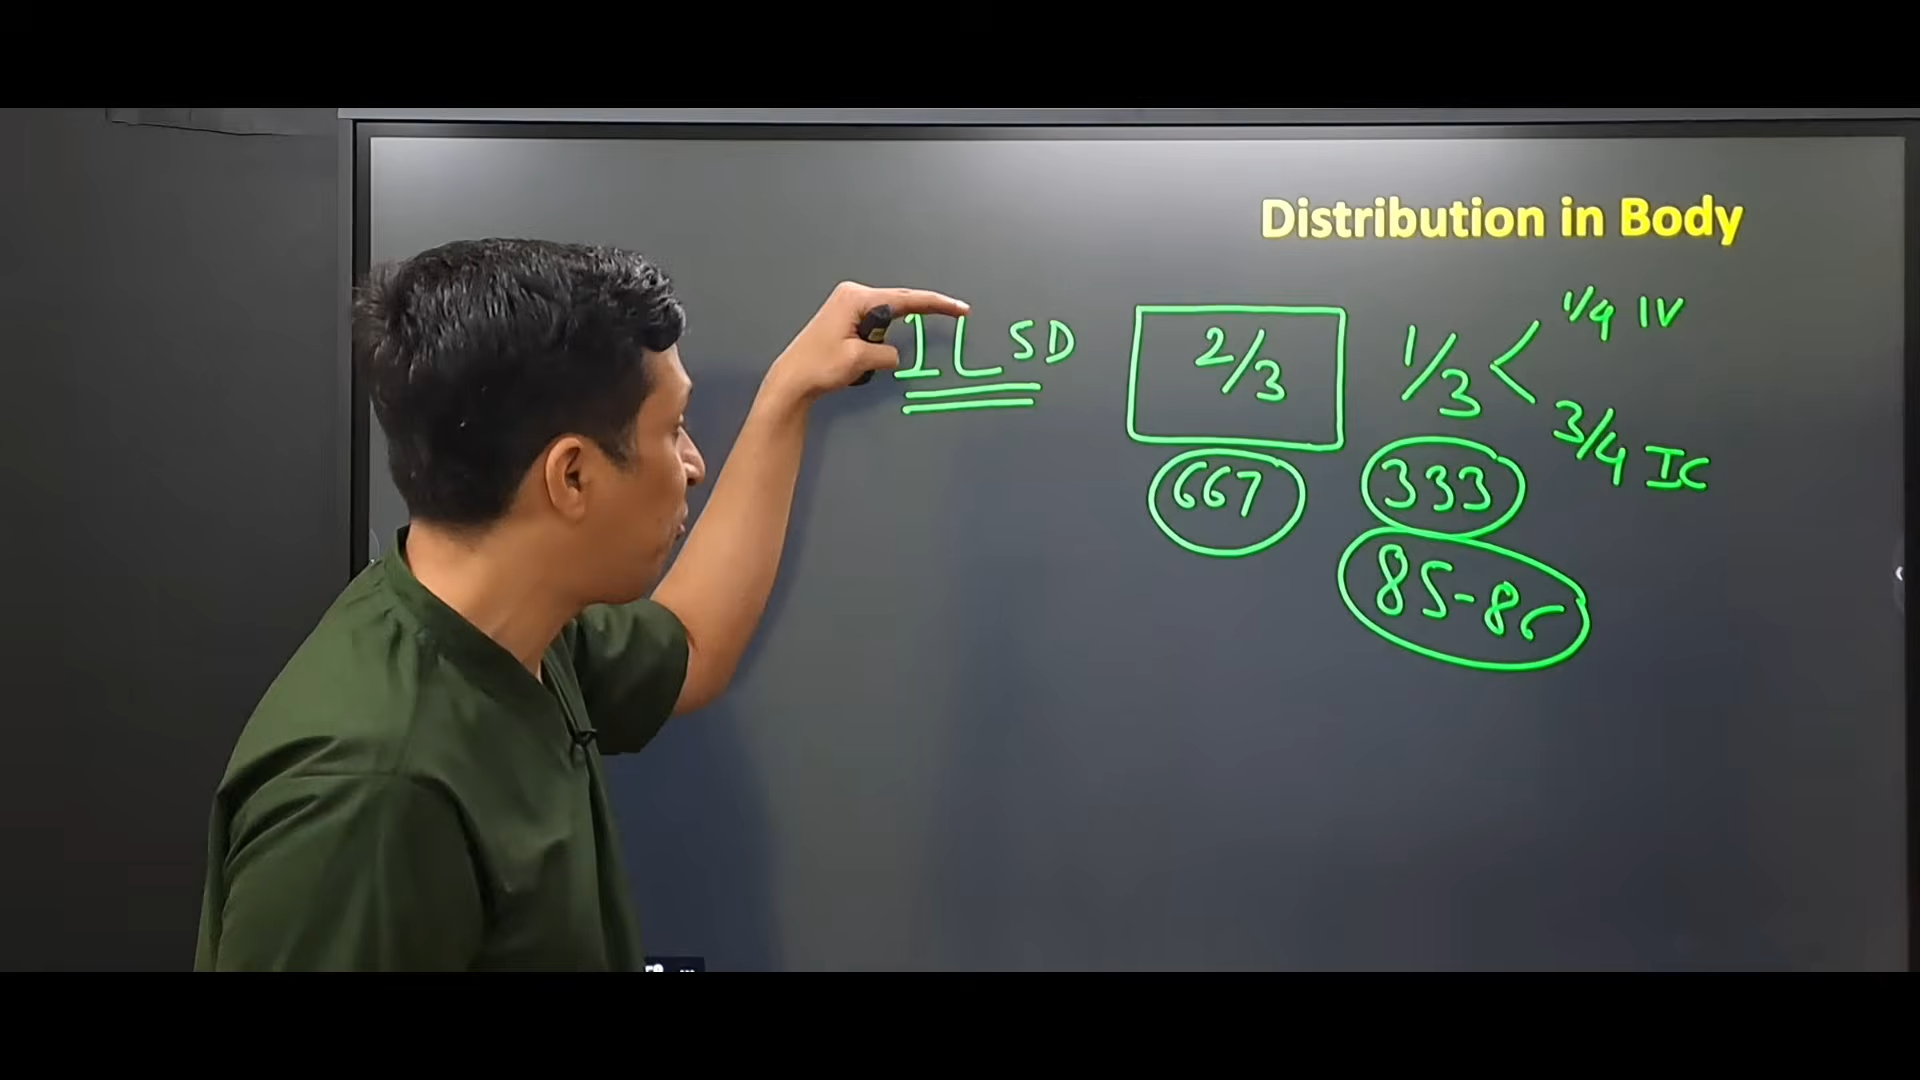 Distribution in Body
1L 5D 2/3 1/3 1/4 IV
3/4 IC
667 333
85-86